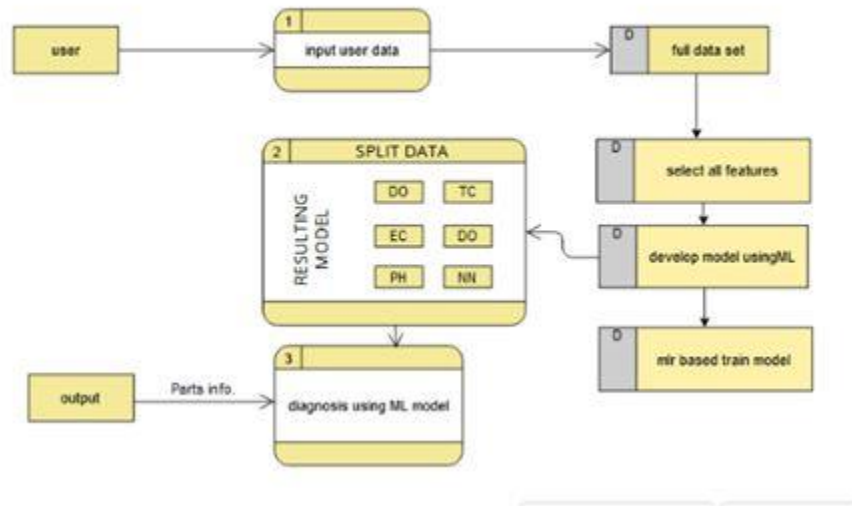 1
user
input user data
D
full data set
2
SPLIT DATA
RESULTING
MODEL
DO
TC
EC
DO
PH
NN
D
select all features
D
develop model usingML
D
mlr based train model
3
diagnosis using ML model
output
Parts info.